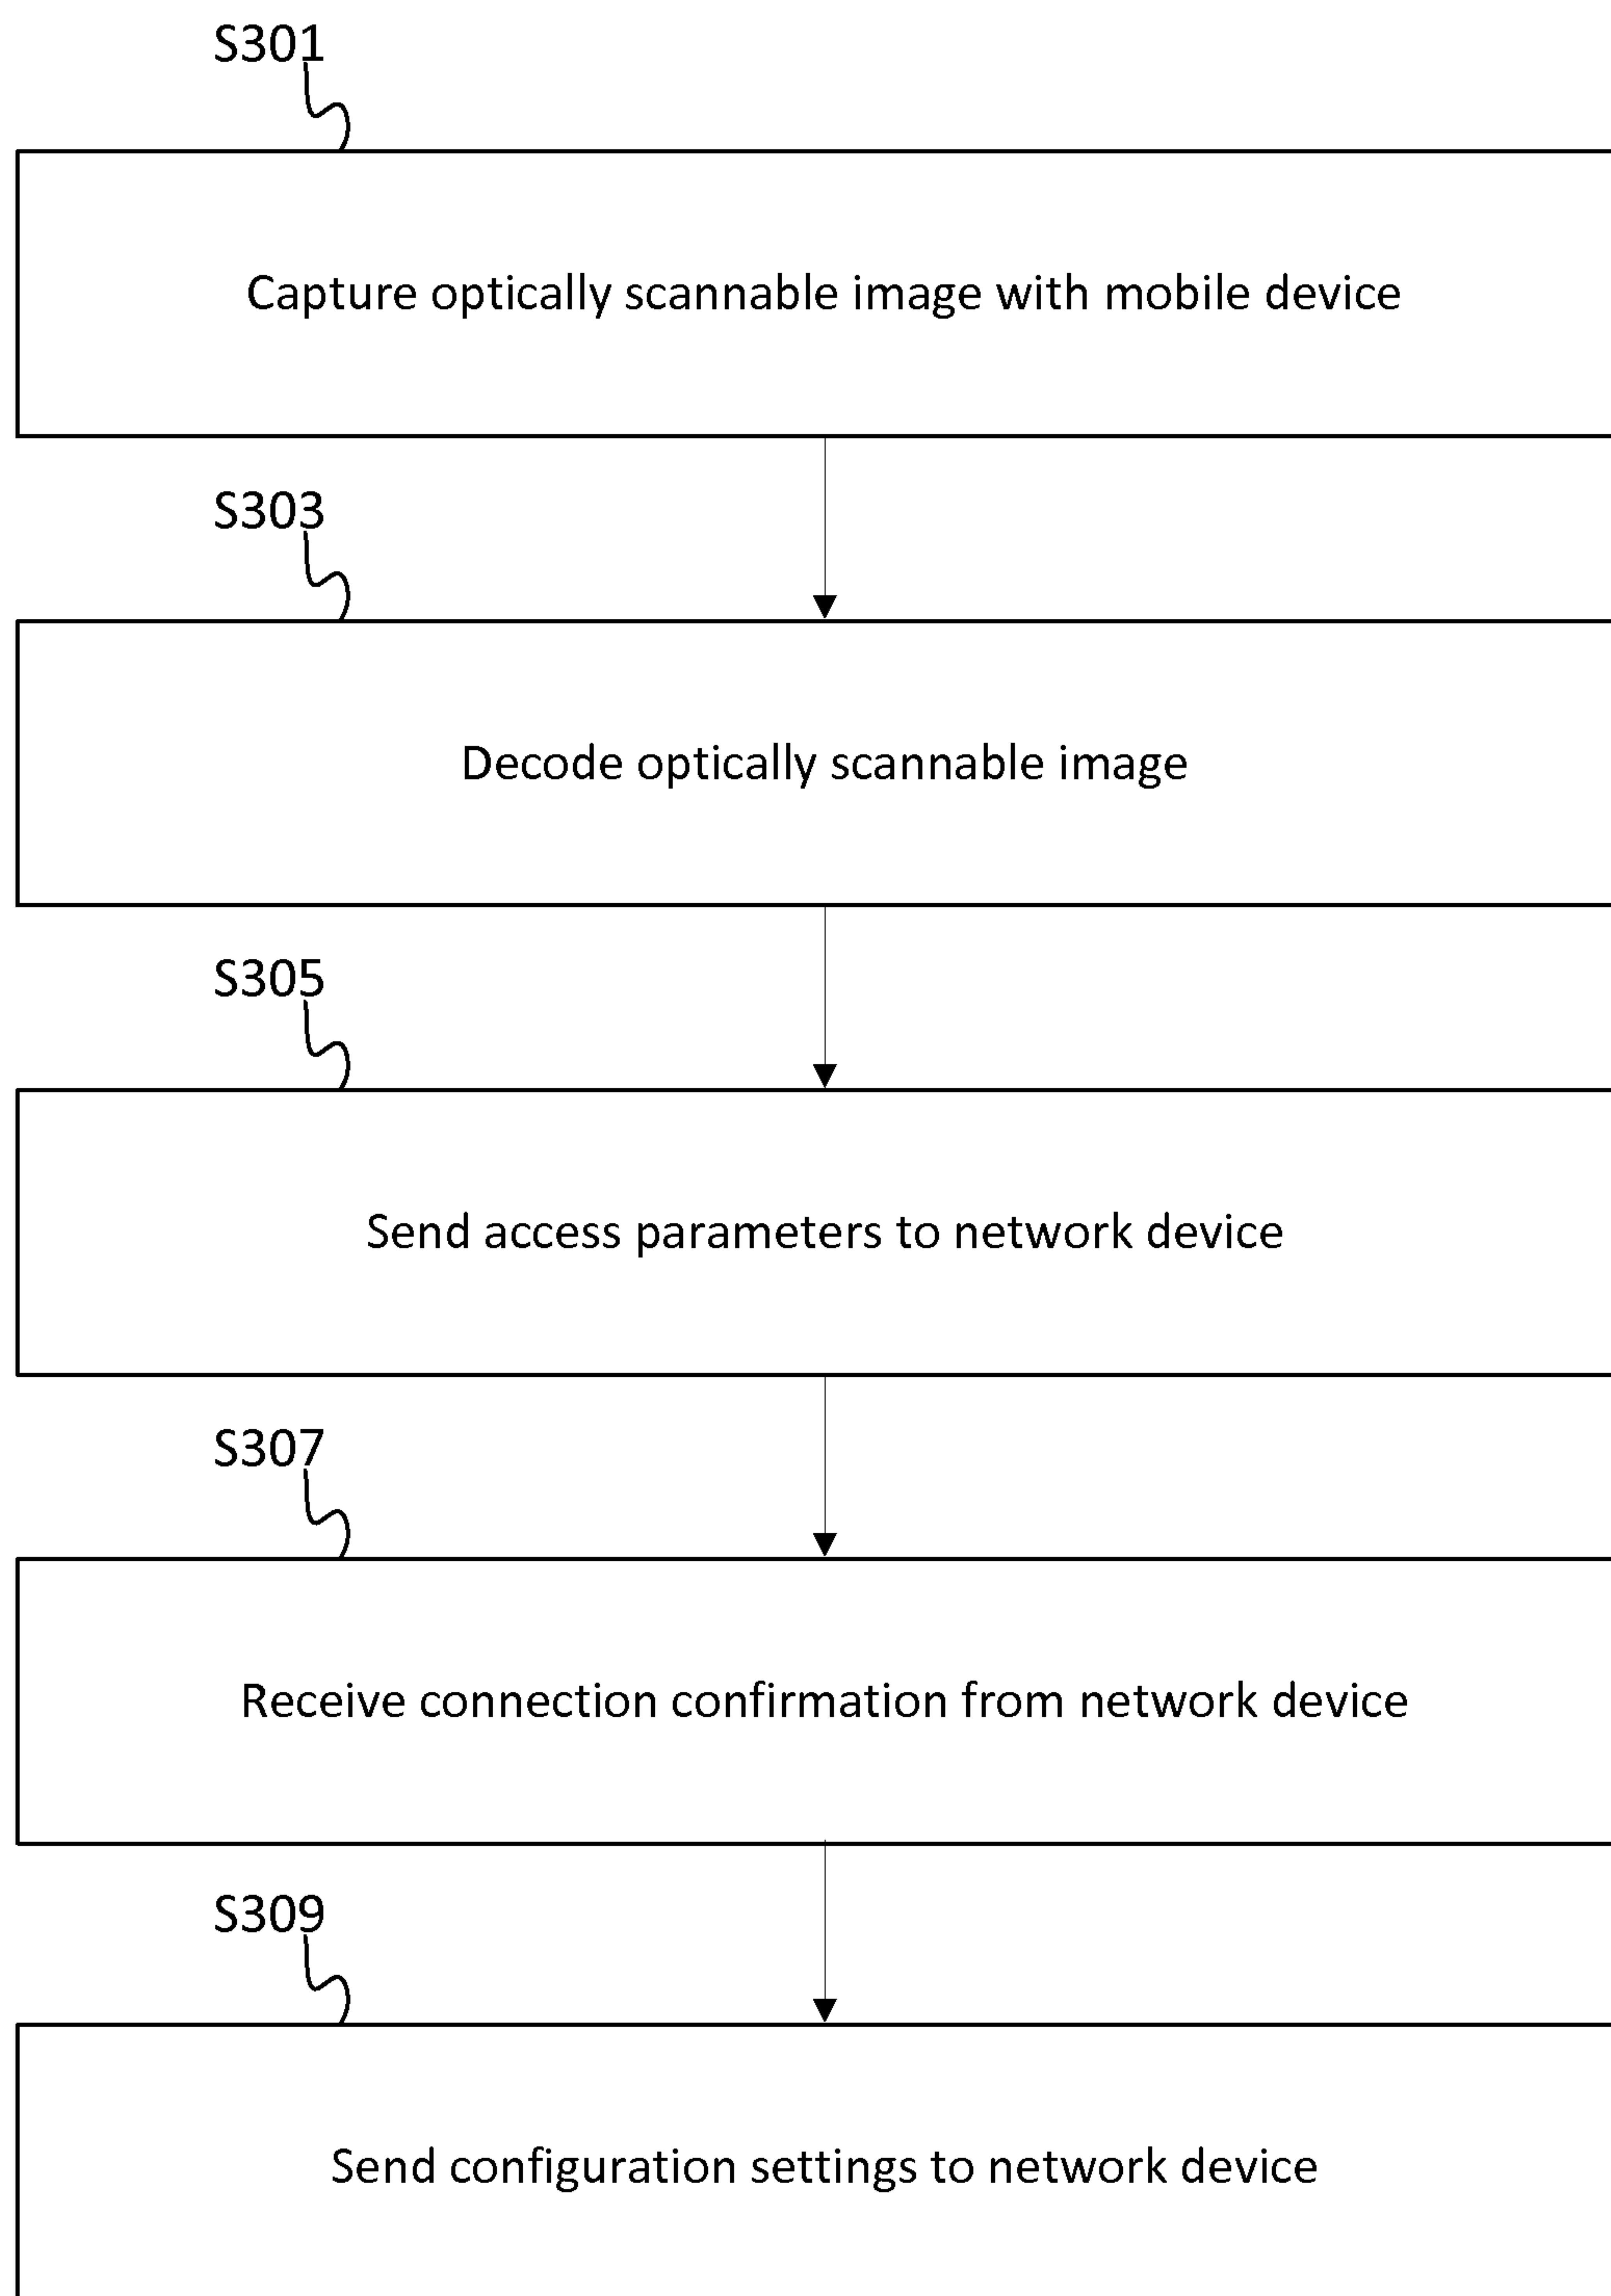 S301
Capture optically scannable image with mobile device
S303
Decode optically scannable image
S305
Send access parameters to network device
S307
Receive connection confirmation from network device
S309
Send configuration settings to network device